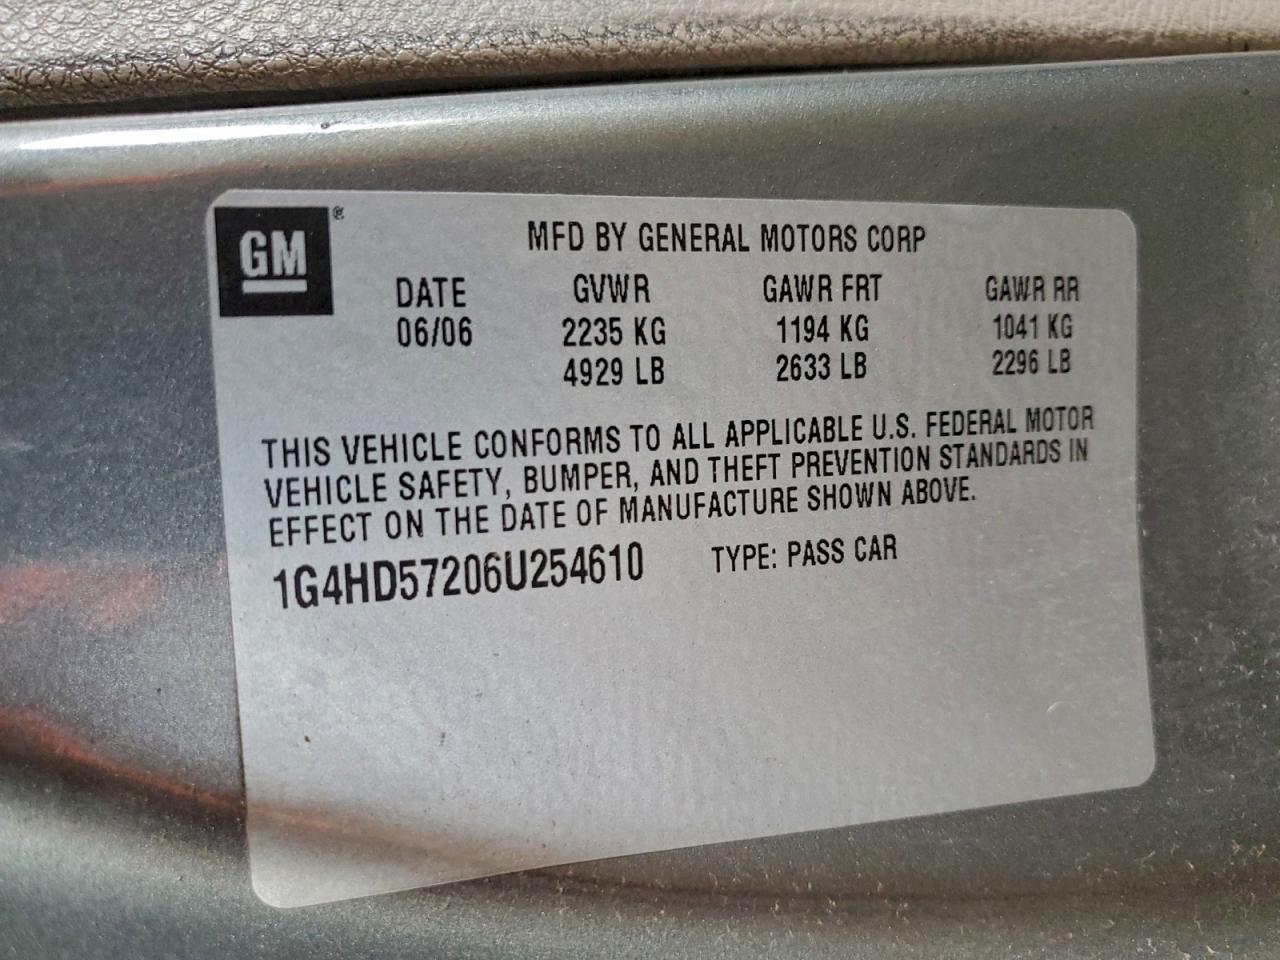 GM ®
MFD BY GENERAL MOTORS CORP
DATE GVWR GAWR FRT GAWR RR
06/06 2235 KG 1194 KG 1041 KG
4929 LB 2633 LB 2296 LB
THIS VEHICLE CONFORMS TO ALL APPLICABLE U.S. FEDERAL MOTOR
VEHICLE SAFETY, BUMPER, AND THEFT PREVENTION STANDARDS IN
EFFECT ON THE DATE OF MANUFACTURE SHOWN ABOVE.
1G4HD57206U254610 TYPE: PASS CAR